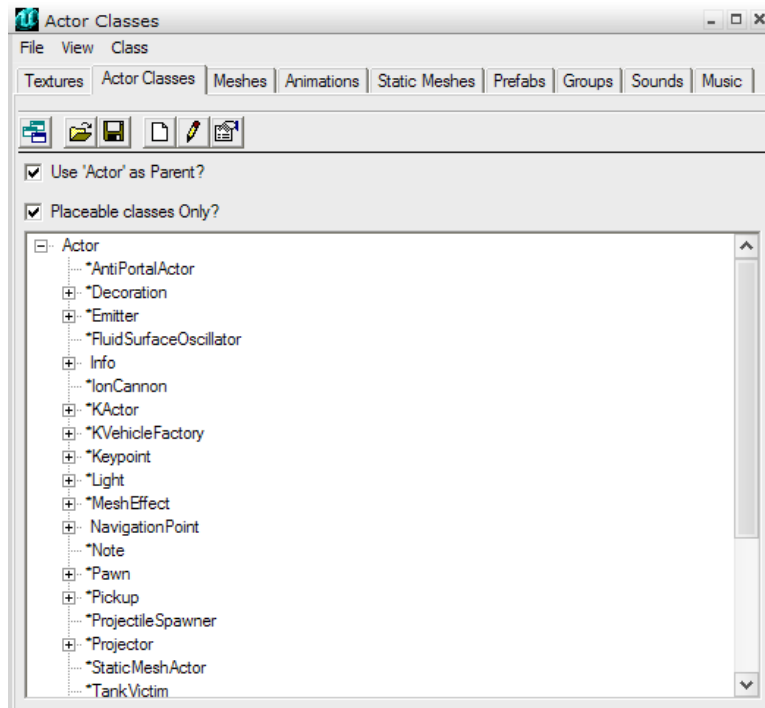 Actor Classes
File View Class
Textures Actor Classes Meshes Animations Static Meshes Prefabs Groups Sounds Music
Use 'Actor' as Parent?
Placeable classes Only?
Actor
*AntiPortalActor
*Decoration
*Emitter
*FluidSurfaceOscillator
Info
*IonCannon
*KActor
*KVehicleFactory
*Keypoint
*Light
*MeshEffect
NavigationPoint
*Note
*Pawn
*Pickup
*ProjectileSpawner
*Projector
*StaticMeshActor
*TankVictim